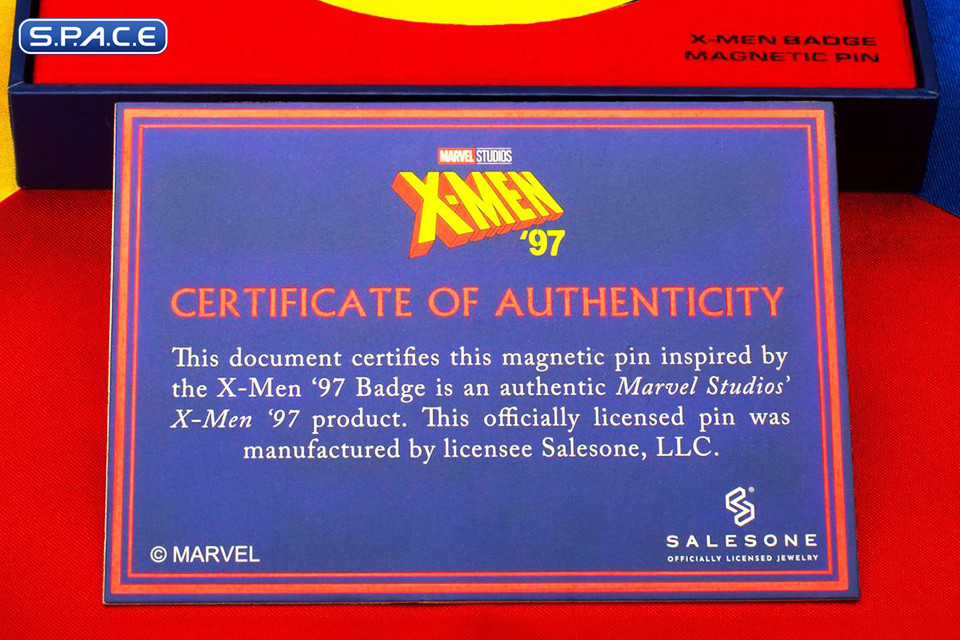 S.P.A.C.E
X-MEN BADGE
MAGNETIC PIN
MARVEL STUDIOS
X-MEN
‘97
CERTIFICATE OF AUTHENTICITY
This document certifies this magnetic pin inspired by
the X-Men ‘97 Badge is an authentic Marvel Studios’
X-Men ‘97 product. This officially licensed pin was
manufactured by licensee Salesone, LLC.
© MARVEL
SALESONE
OFFICIALLY LICENSED JEWELRY